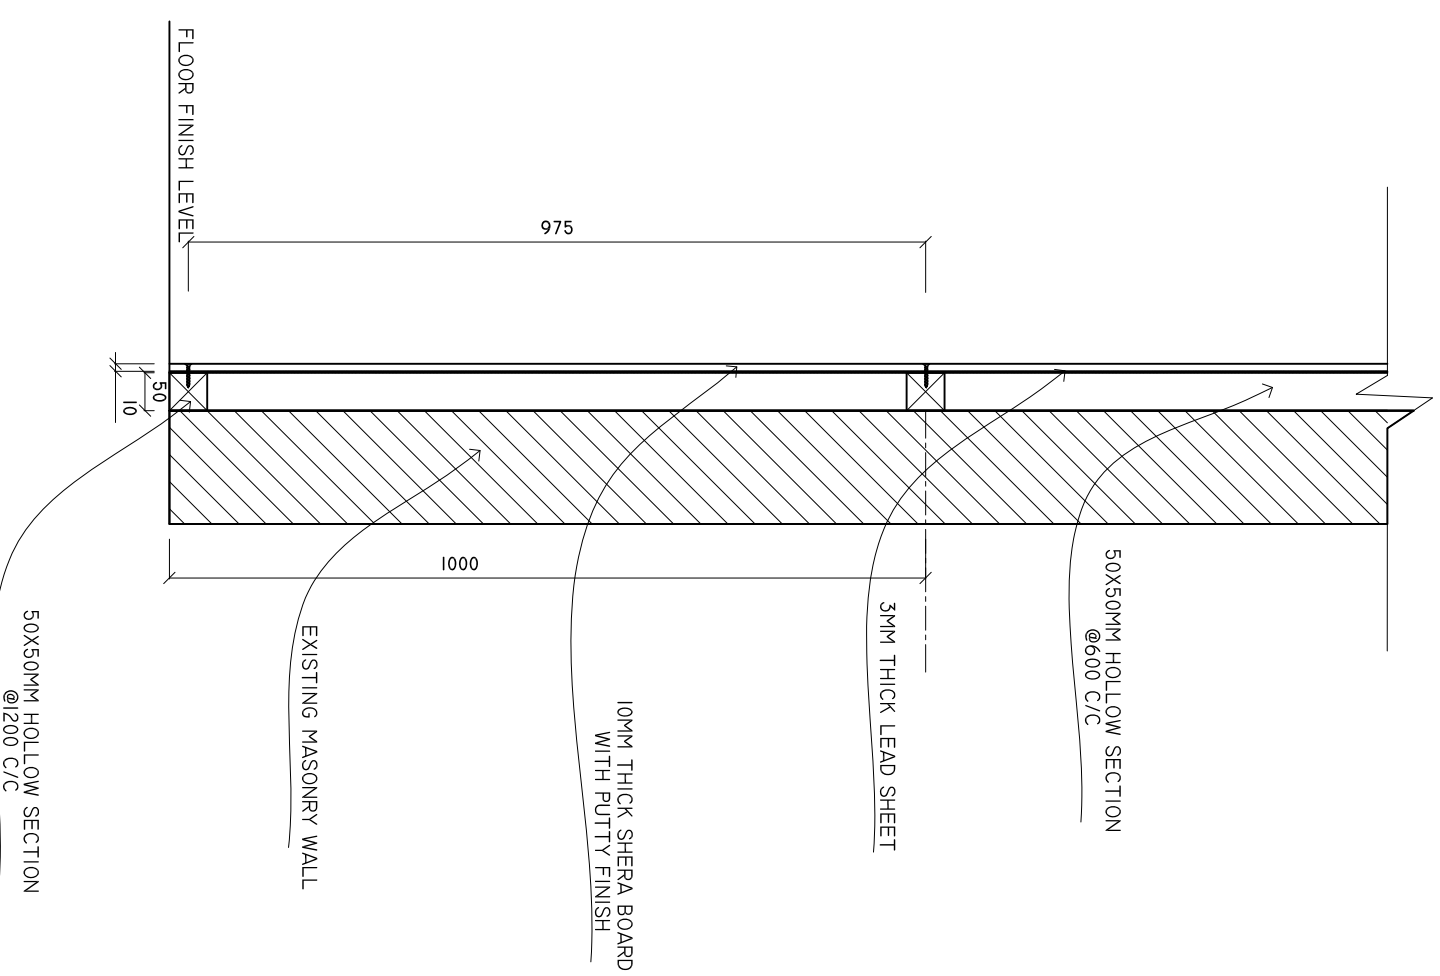 50X50MM HOLLOW SECTION
@600 C/C
3MM THICK LEAD SHEET
10MM THICK SHERA BOARD
WITH PUTTY FINISH
EXISTING MASONRY WALL
50X50MM HOLLOW SECTION
@1200 C/C
FLOOR FINISH LEVEL
975
1000
50
10